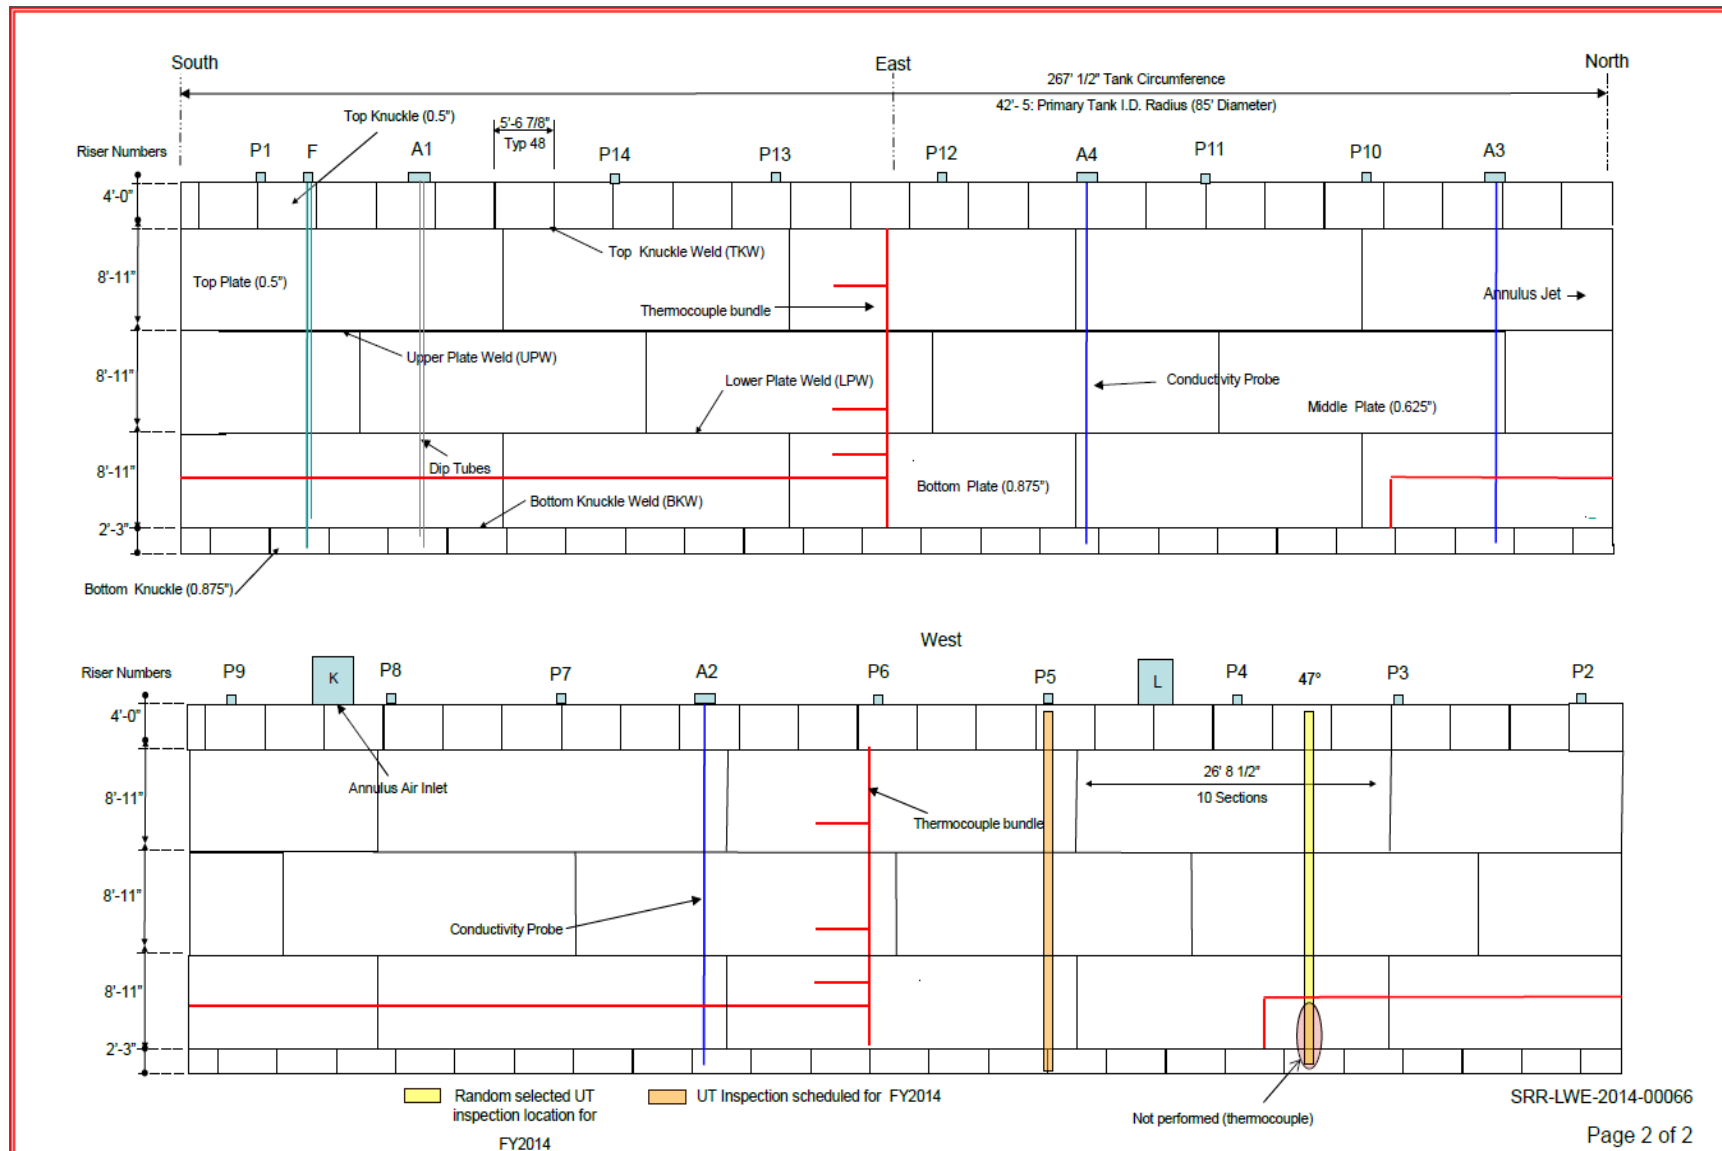 South
East
North
267' 1/2" Tank Circumference
42'- 5: Primary Tank I.D. Radius (85' Diameter)
Top Knuckle (0.5")
5'-6 7/8"
Typ 48
Riser Numbers
P1
F
A1
P14
P13
P12
A4
P11
P10
A3
4'-0"
Top Knuckle Weld (TKW)
8'-11"
Top Plate (0.5")
Thermocouple bundle
Annulus Jet
Upper Plate Weld (UPW)
8'-11"
Lower Plate Weld (LPW)
Conductivity Probe
Middle Plate (0.625")
8'-11"
Dip Tubes
Bottom Plate (0.875")
Bottom Knuckle Weld (BKW)
2'-3"
Bottom Knuckle (0.875")
West
Riser Numbers
P9
K
P8
P7
A2
P6
P5
L
P4
47°
P3
P2
4'-0"
26' 8 1/2"
10 Sections
8'-11"
Annulus Air Inlet
Thermocouple bundle
8'-11"
Conductivity Probe
8'-11"
2'-3"
Random selected UT
inspection location for
FY2014
UT Inspection scheduled for FY2014
Not performed (thermocouple)
SRR-LWE-2014-00066
Page 2 of 2